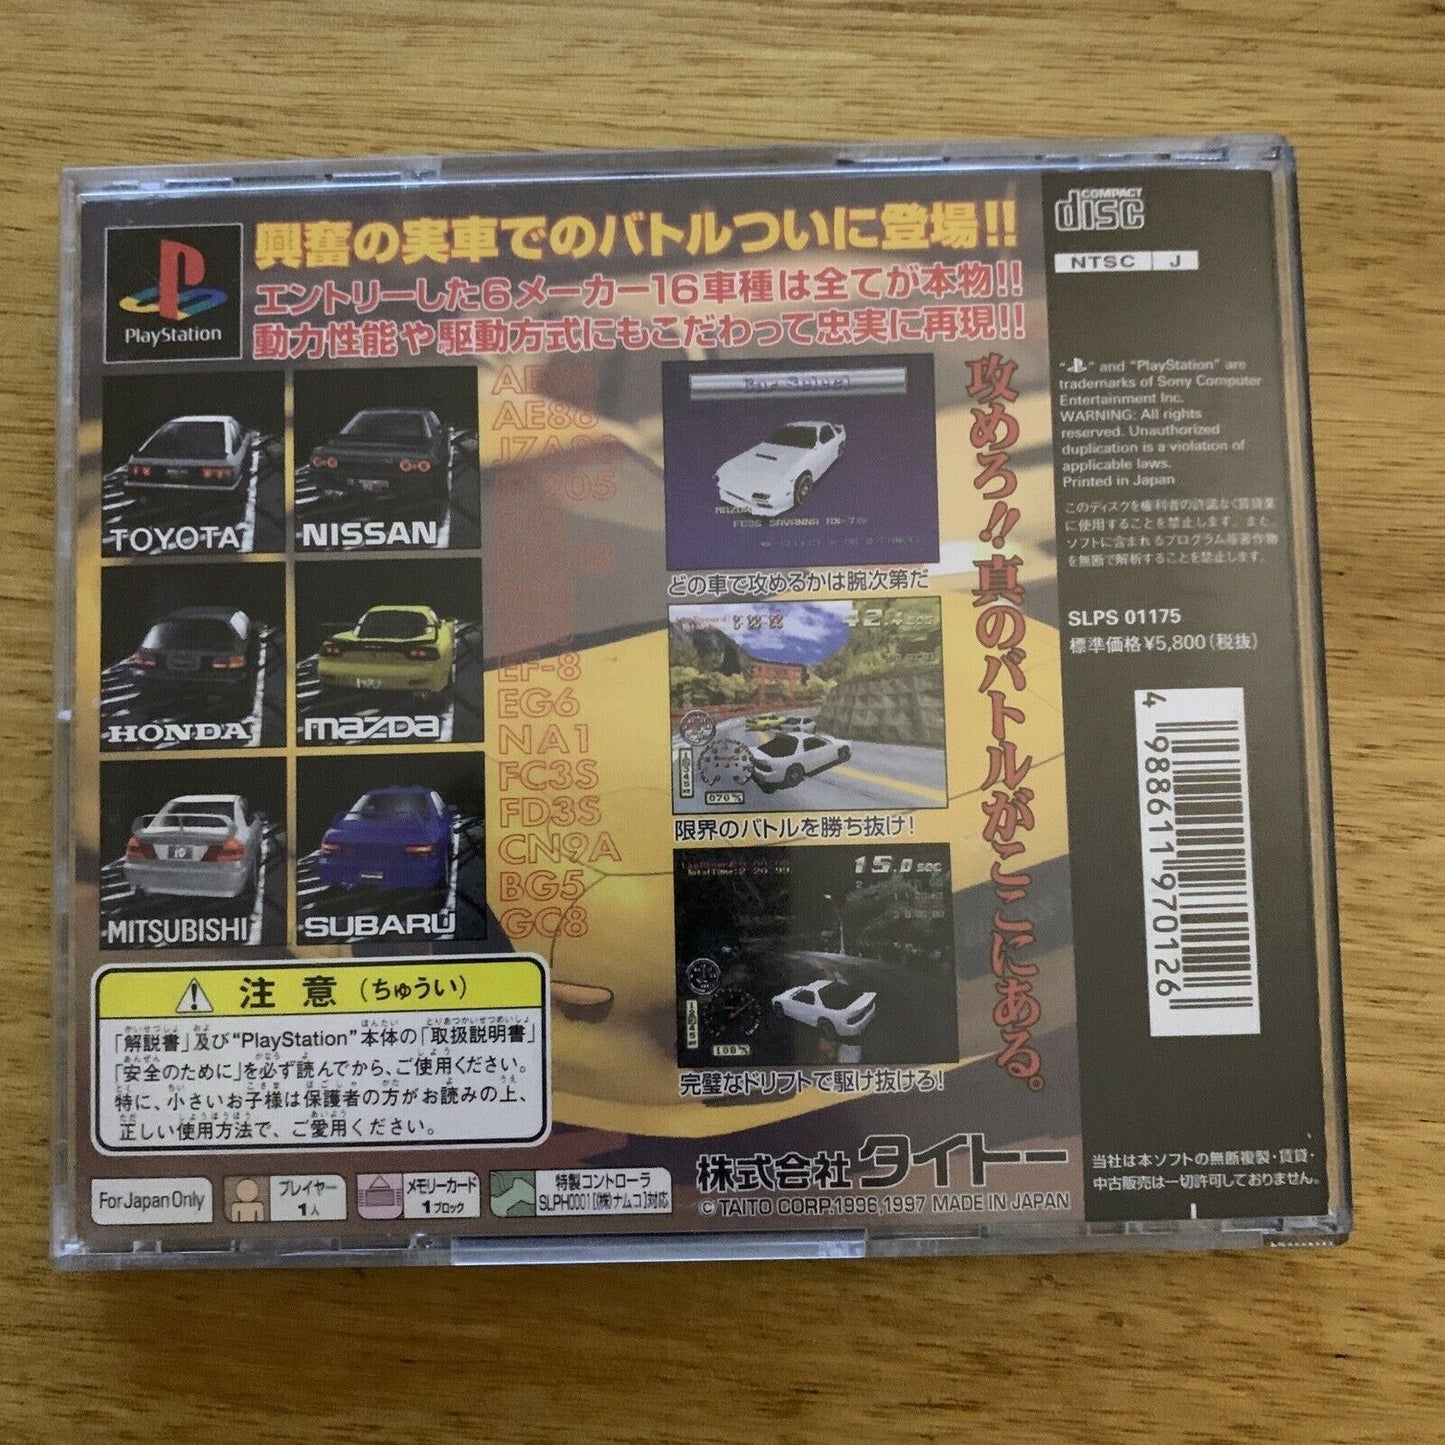 PlayStation
興奮の実車でのバトルついに登場!!
エントリーした6メーカー16車種は全てが本物!!
動力性能や駆動方式にもこだわって忠実に再現!!
TOYOTA
NISSAN
HONDA
mazda
MITSUBISHI
SUBARU
AE86
EF-8
EG6
NA1
FC3S
FD3S
CN9A
BG5
GC8
FC3S SAVANNA RX-7
どの車で攻めるかは腕次第だ
070%
限界のバトルを勝ち抜け!
15.0 SEC
108%
完璧なドリフトで駆け抜けろ!
攻めろ!!真のバトルがここにある。
注意(ちゅうい)
「解説書」及び"PlayStation"本体の「取扱説明書」
「安全のために」を必ず読んでから、ご使用ください。
特に、小さいお子様は保護者の方がお読みの上、
正しい使用方法で、ご愛用ください。
For Japan Only
プレイヤー
1人
メモリーカード
1ブロック
特製コントローラ
SLPH0001[(株)ナムコ]対応
株式会社 タイトー
© TAITO CORP.1996,1997 MADE IN JAPAN
COMPACT
disc
NTSC J
"PS" and "PlayStation" are
trademarks of Sony Computer
Entertainment Inc.
WARNING: All rights
reserved. Unauthorized
duplication is a violation of
applicable laws.
Printed in Japan
このディスクを権利者の許諾なく賃貸業
に使用することを禁止します。また、
ソフトに含まれるプログラム等著作物
を無断で解析することを禁止します。
SLPS 01175
標準価格¥5,800(税抜)
4 988611 970126
当社は本ソフトの無断複製・賃貸・
中古販売は一切許可しておりません。